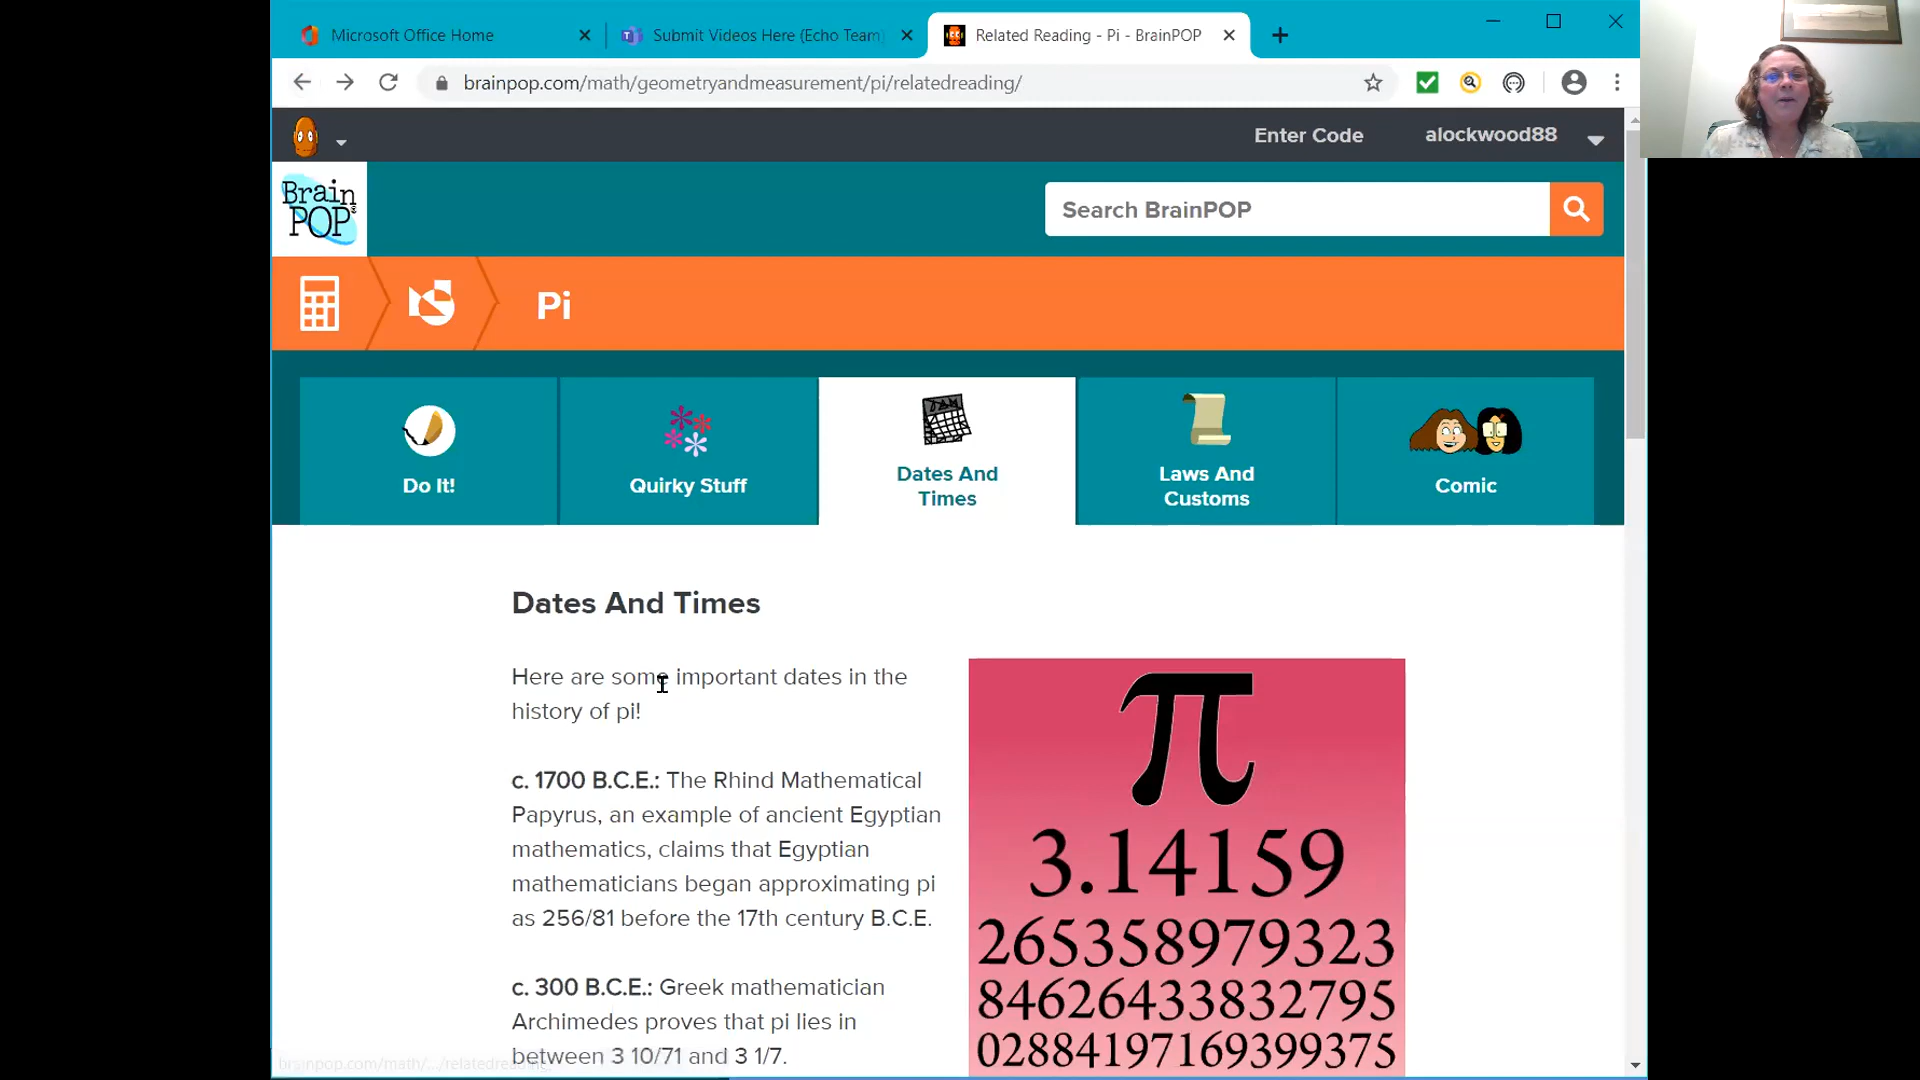 Microsoft Office Home
Submit Videos Here (Echo Team)
Related Reading - Pi - BrainPOP
brainpop.com/math/geometryandmeasurement/pi/relatedreading/
Enter Code
alockwood88
Brain
POP
Search BrainPOP
Pi
Do It!
Quirky Stuff
Dates And
Times
Laws And
Customs
Comic
Dates And Times
Here are some important dates in the
history of pi!
c. 1700 B.C.E.: The Rhind Mathematical
Papyrus, an example of ancient Egyptian
mathematics, claims that Egyptian
mathematicians began approximating pi
as 256/81 before the 17th century B.C.E.
c. 300 B.C.E.: Greek mathematician
Archimedes proves that pi lies in
between 3 10/71 and 3 1/7.
π
3.14159
265358979323
84626433832795
02884197169399375
brainpop.com/math/.../relatedreading/